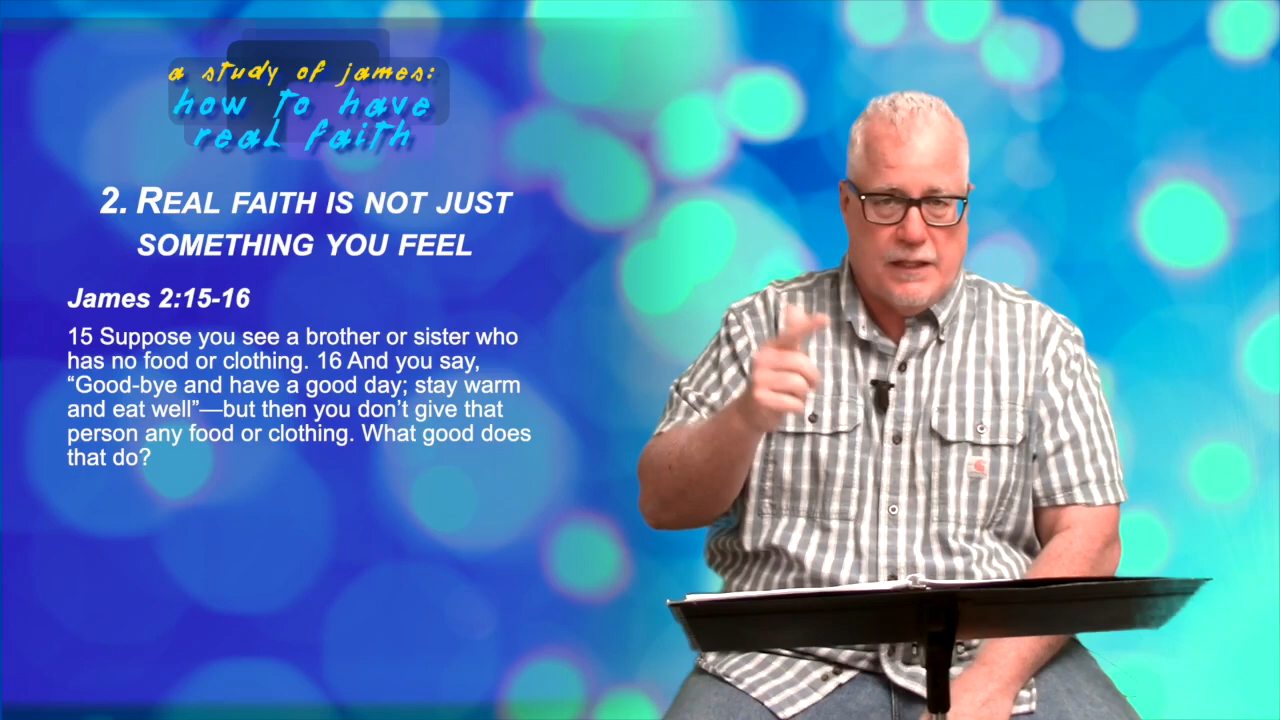 a study of james:
how to have
real faith
2. REAL FAITH IS NOT JUST
SOMETHING YOU FEEL
James 2:15-16
15 Suppose you see a brother or sister who
has no food or clothing. 16 And you say,
“Good-bye and have a good day; stay warm
and eat well”—but then you don’t give that
person any food or clothing. What good does
that do?